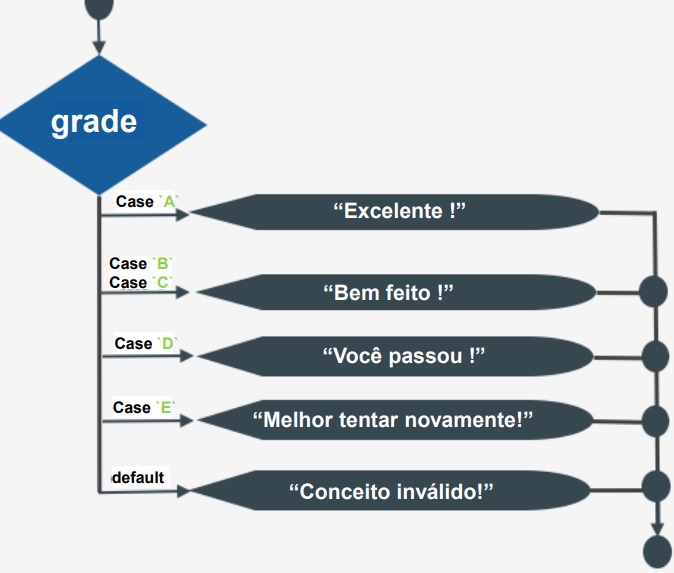 grade
Case `A`
“Excelente !”
Case `B`
Case `C`
“Bem feito !”
Case `D`
“Você passou !”
Case `E`
“Melhor tentar novamente!”
default
“Conceito inválido!”